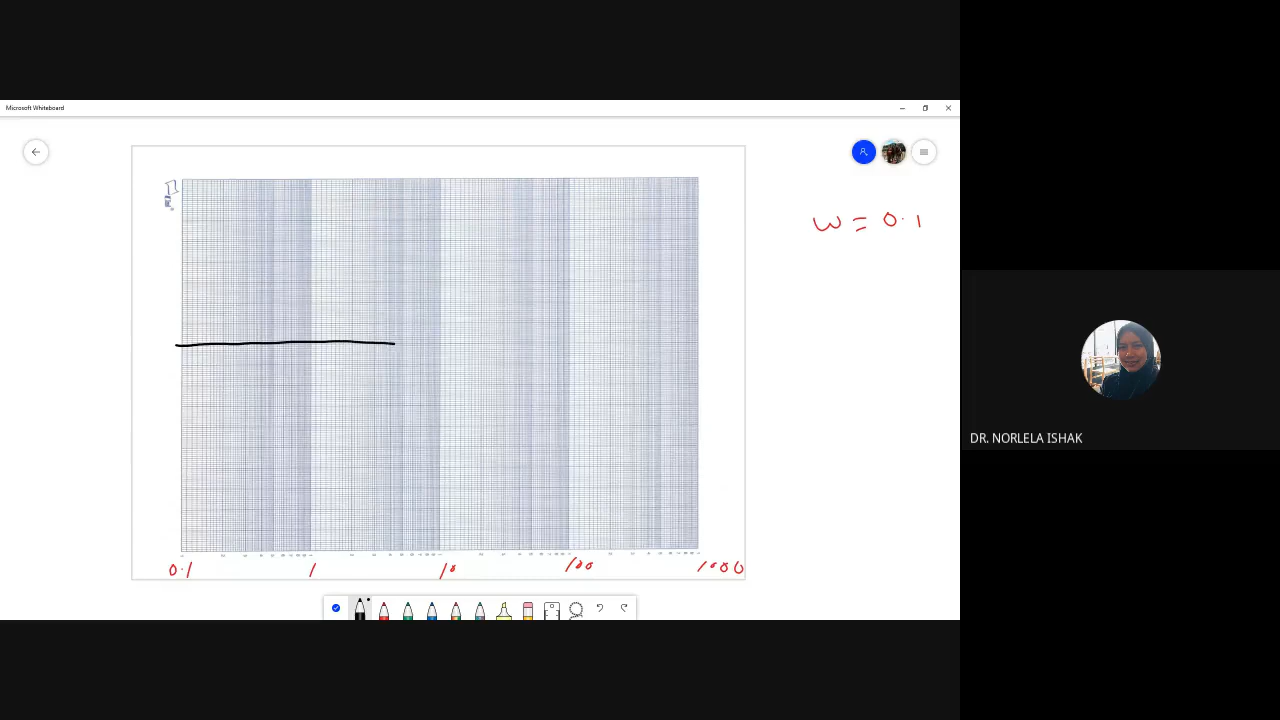 Microsoft Whiteboard
ω = 0.1
DR. NORLELA ISHAK
0.1 1 10 100 1000